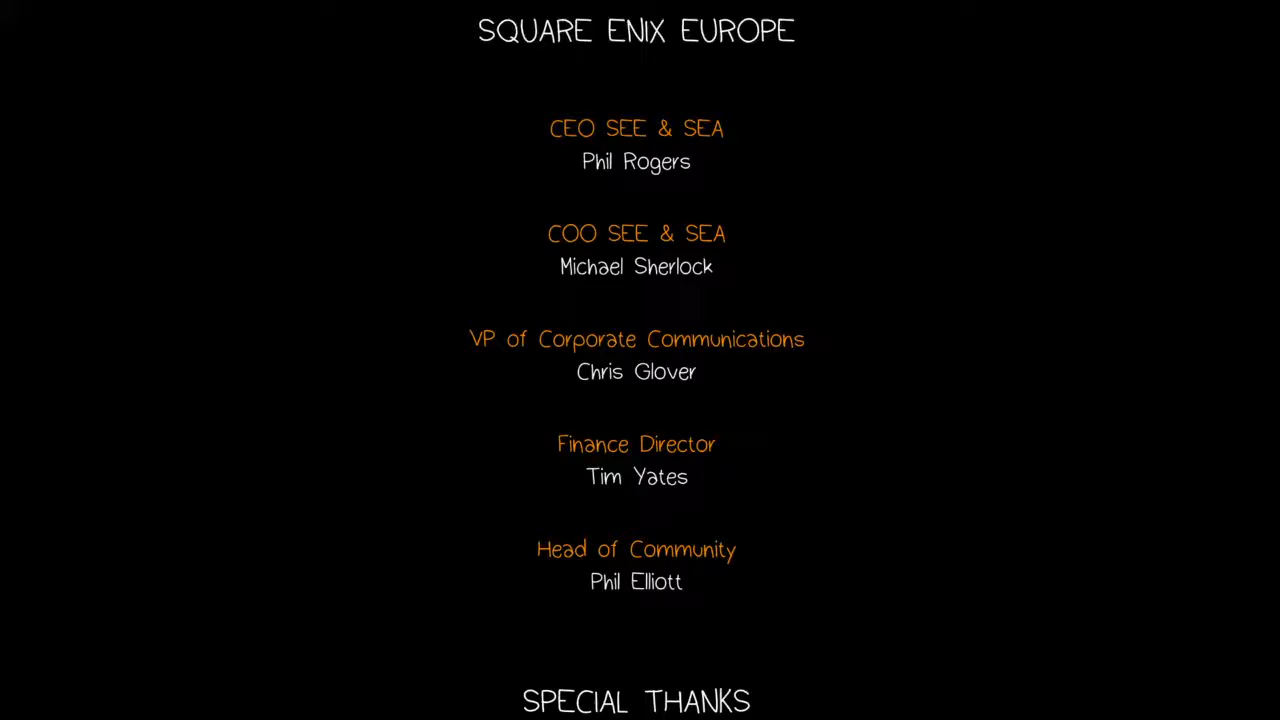 SQUARE ENIX EUROPE
CEO SEE & SEA
Phil Rogers
COO SEE & SEA
Michael Sherlock
VP of Corporate Communications
Chris Glover
Finance Director
Tim Yates
Head of Community
Phil Elliott
SPECIAL THANKS